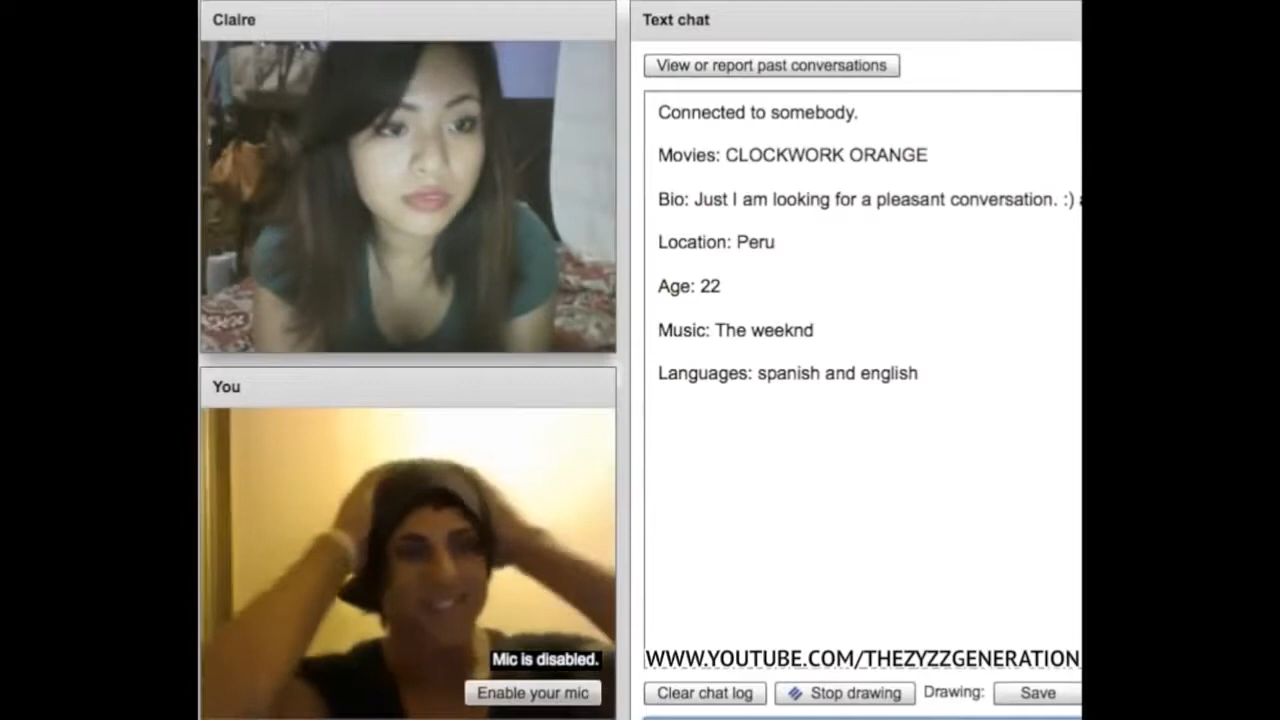 Claire
Text chat
View or report past conversations
Connected to somebody.
Movies: CLOCKWORK ORANGE
Bio: Just I am looking for a pleasant conversation. :)
Location: Peru
Age: 22
Music: The weeknd
Languages: spanish and english
You
Mic is disabled.
Enable your mic
WWW.YOUTUBE.COM/THEZYZZGENERATION
Clear chat log
Stop drawing
Drawing:
Save